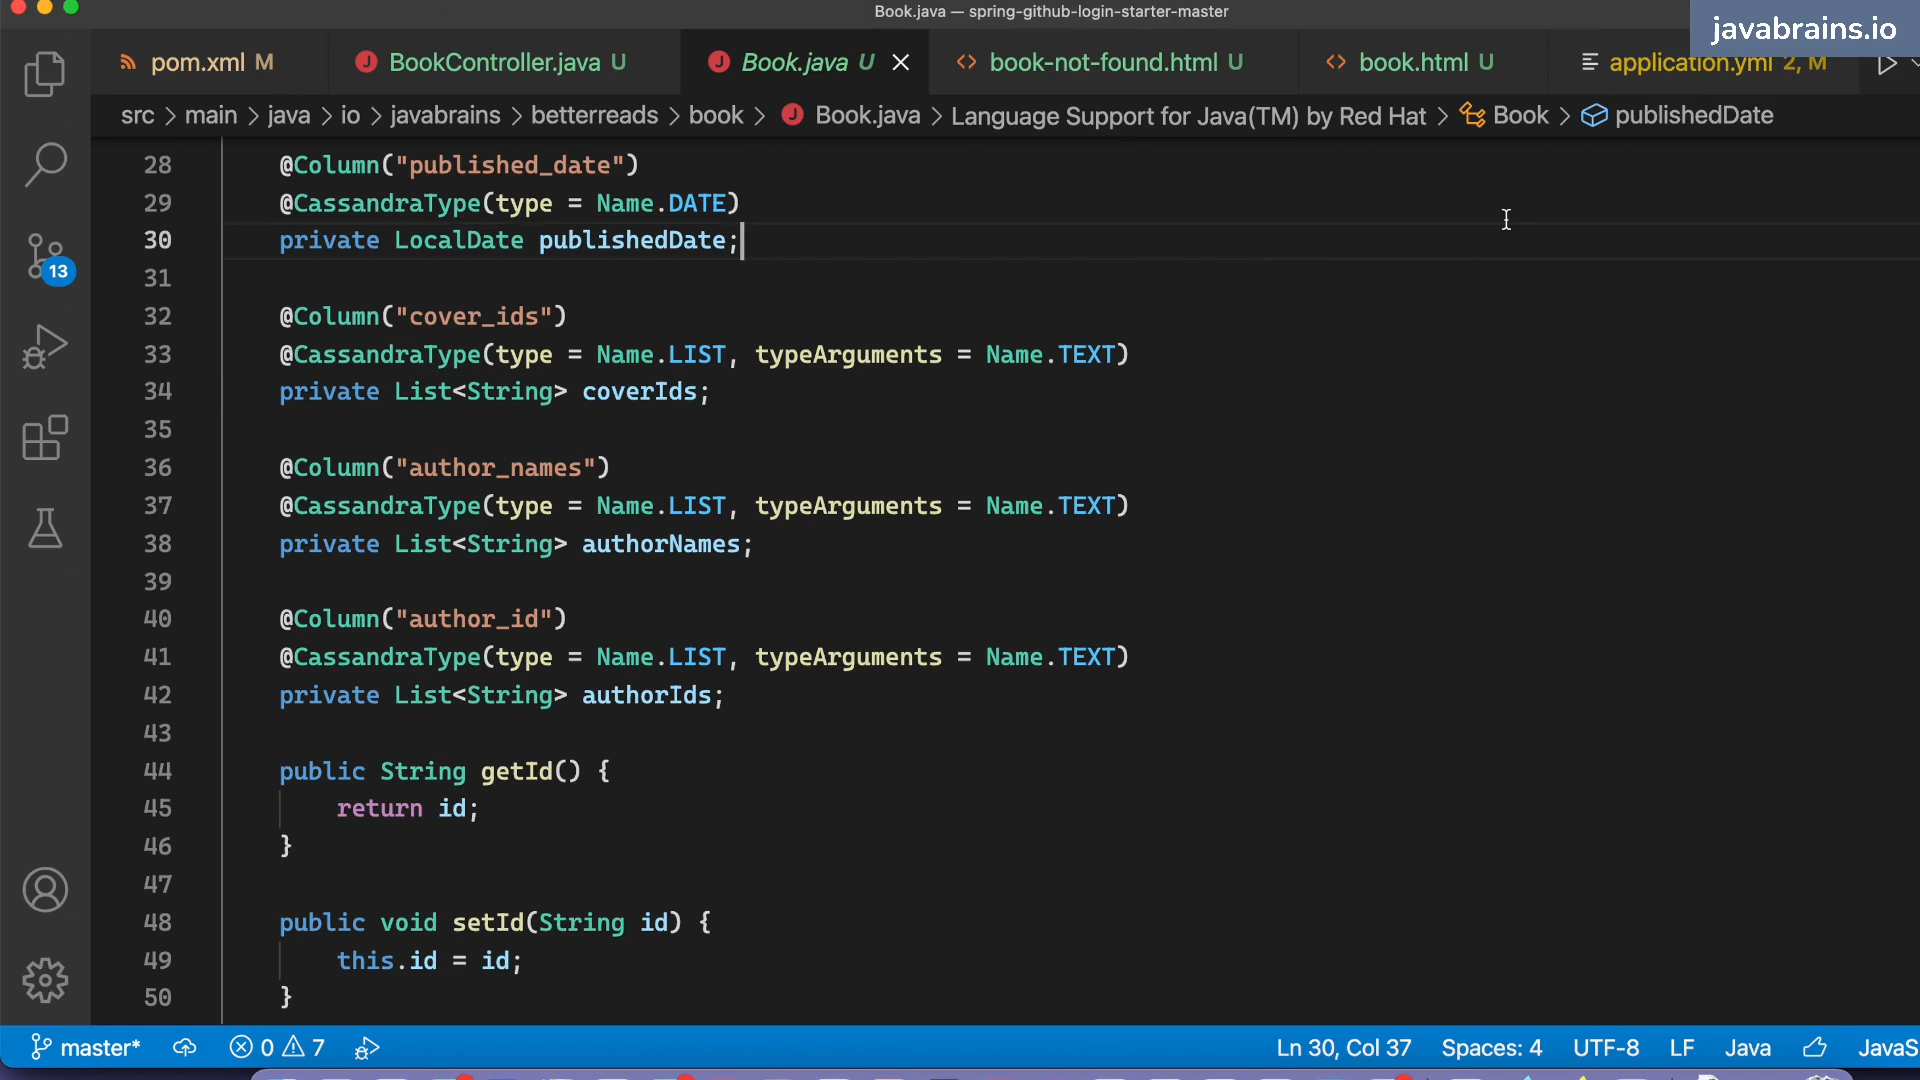 Book.java — spring-github-login-starter-master
javabrains.io
pom.xml M
BookController.java U
Book.java U
book-not-found.html U
book.html U
application.yml 2, M
src > main > java > io > javabrains > betterreads > book > Book.java > Language Support for Java(TM) by Red Hat > Book > publishedDate
28 @Column("published_date")
29 @CassandraType(type = Name.DATE)
30 private LocalDate publishedDate;
31
32 @Column("cover_ids")
33 @CassandraType(type = Name.LIST, typeArguments = Name.TEXT)
34 private List<String> coverIds;
35
36 @Column("author_names")
37 @CassandraType(type = Name.LIST, typeArguments = Name.TEXT)
38 private List<String> authorNames;
39
40 @Column("author_id")
41 @CassandraType(type = Name.LIST, typeArguments = Name.TEXT)
42 private List<String> authorIds;
43
44 public String getId() {
45 return id;
46 }
47
48 public void setId(String id) {
49 this.id = id;
50 }
13
master*
0
7
Ln 30, Col 37
Spaces: 4
UTF-8
LF
Java
JavaS